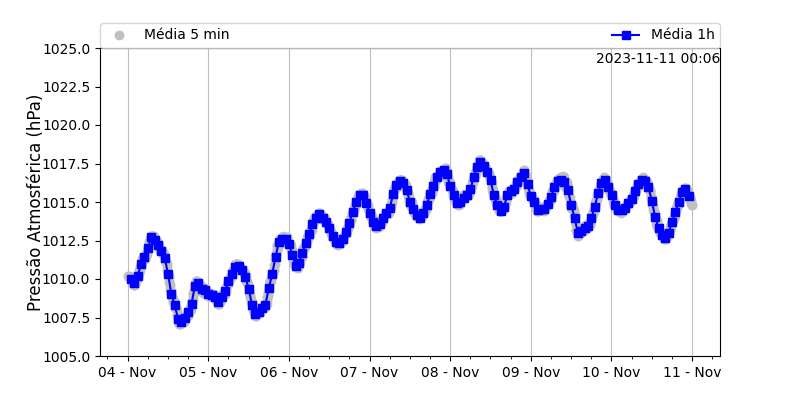 Média 5 min
Média 1h
2023-11-11 00:06
Pressão Atmosférica (hPa)
1025.0
1022.5
1020.0
1017.5
1015.0
1012.5
1010.0
1007.5
1005.0
04 - Nov
05 - Nov
06 - Nov
07 - Nov
08 - Nov
09 - Nov
10 - Nov
11 - Nov